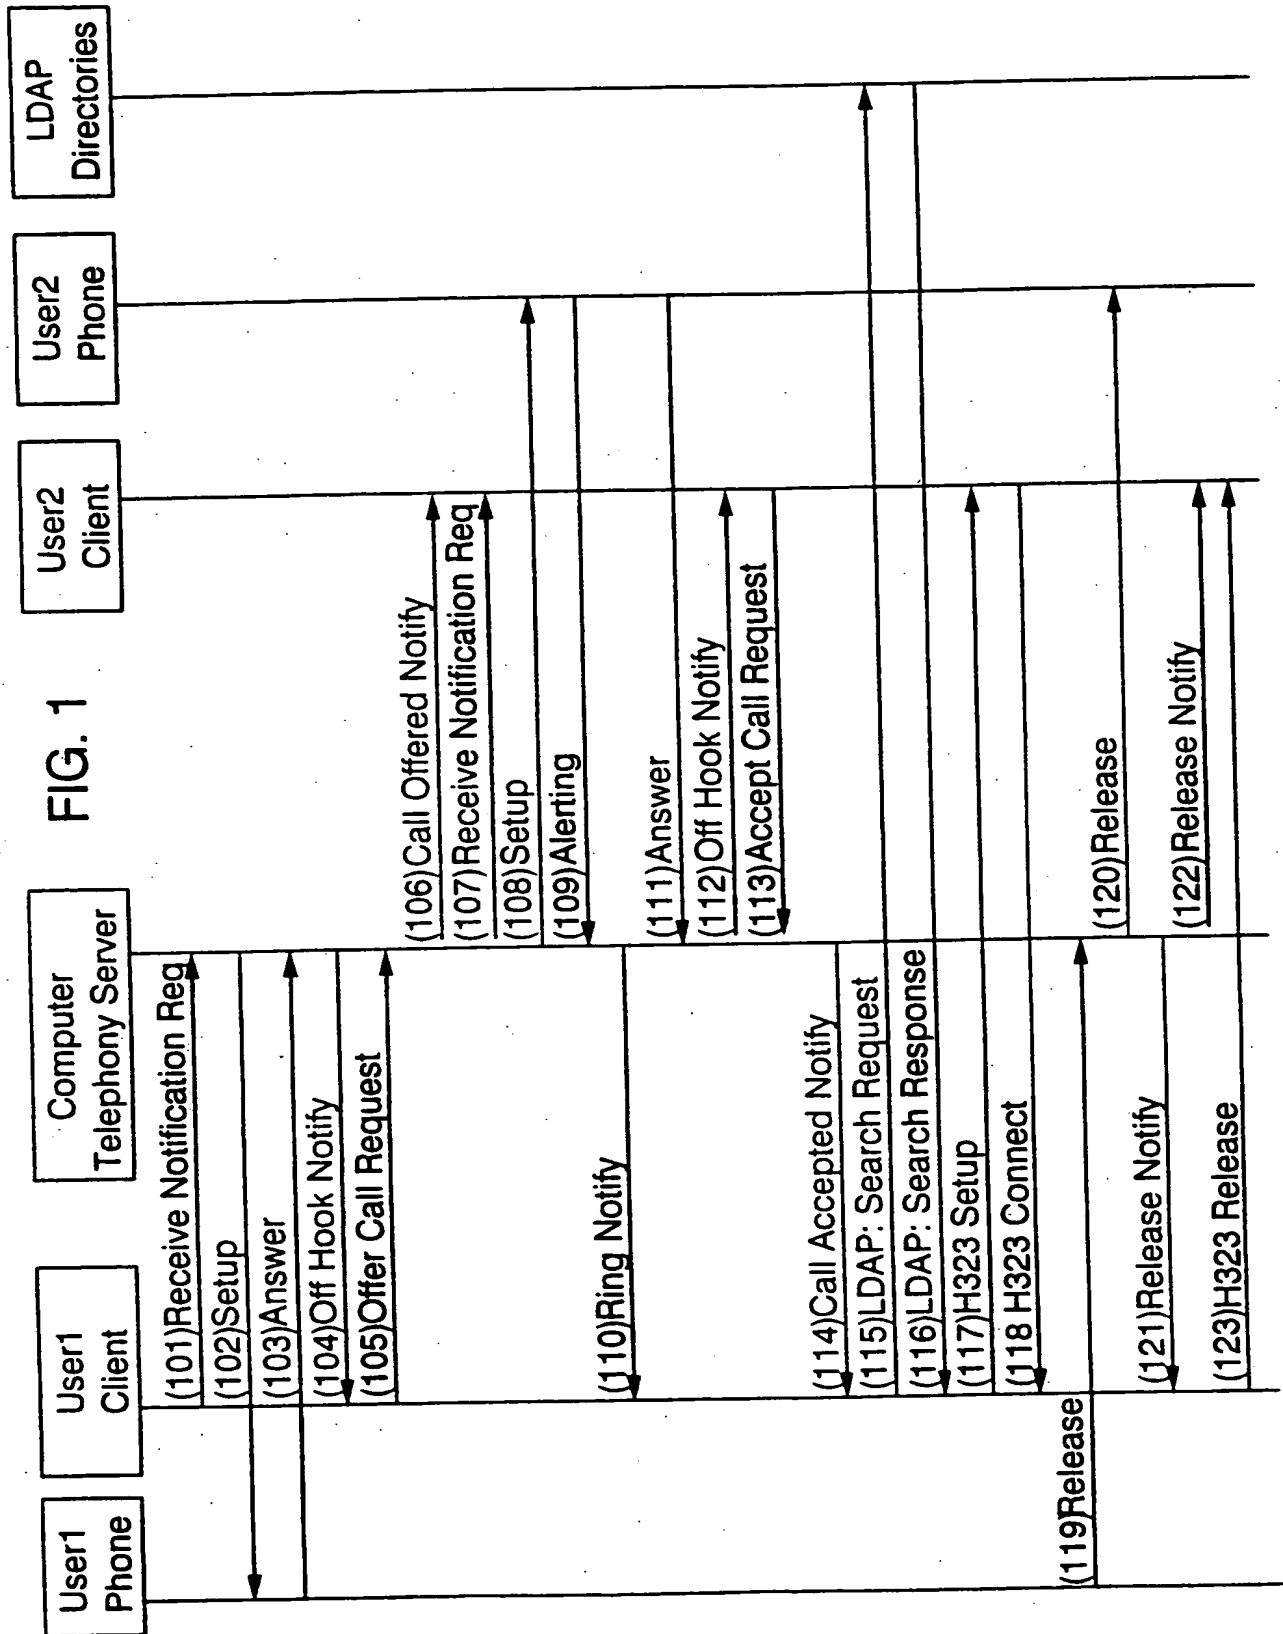 FIG. 1
User1
Phone
User1
Client
Computer
Telephony Server
User2
Client
User2
Phone
LDAP
Directories
(101)Receive Notification Req
(102)Setup
(103)Answer
(104)Off Hook Notify
(105)Offer Call Request
(106)Call Offered Notify
(107)Receive Notification Req
(108)Setup
(109)Alerting
(110)Ring Notify
(111)Answer
(112)Off Hook Notify
(113)Accept Call Request
(114)Call Accepted Notify
(115)LDAP: Search Request
(116)LDAP: Search Response
(117)H323 Setup
(118 H323 Connect
(119)Release
(120)Release
(121)Release Notify
(122)Release Notify
(123)H323 Release